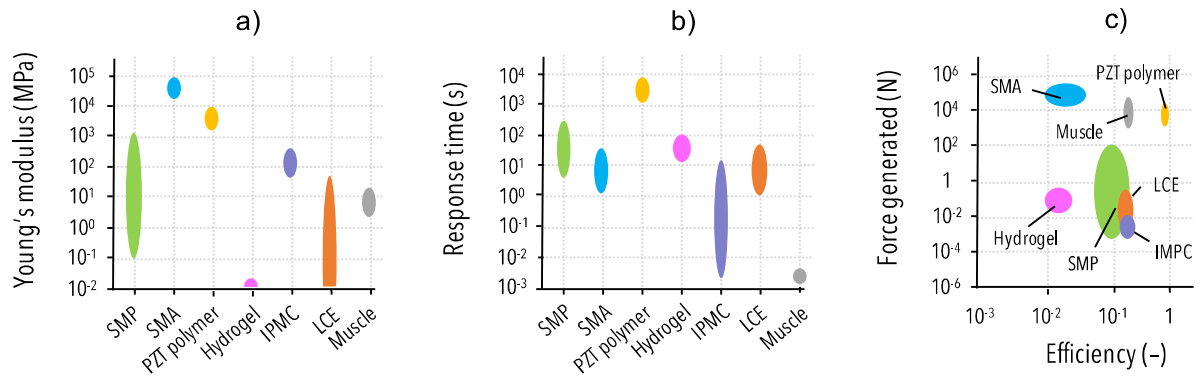 a)
Young's modulus (MPa)
10⁵
10⁴
10³
10²
10¹
10⁰
10⁻¹
10⁻²
SMP
SMA
PZT polymer
Hydrogel
IPMC
LCE
Muscle
b)
Response time (s)
10⁴
10³
10²
10¹
10⁰
10⁻¹
10⁻²
10⁻³
SMP
SMA
PZT polymer
Hydrogel
IPMC
LCE
Muscle
c)
Force generated (N)
10⁶
10⁴
10²
1
10⁻²
10⁻⁴
10⁻⁶
PZT polymer
SMA
Muscle
LCE
Hydrogel
SMP
IMPC
10⁻³
10⁻²
10⁻¹
1
Efficiency (–)